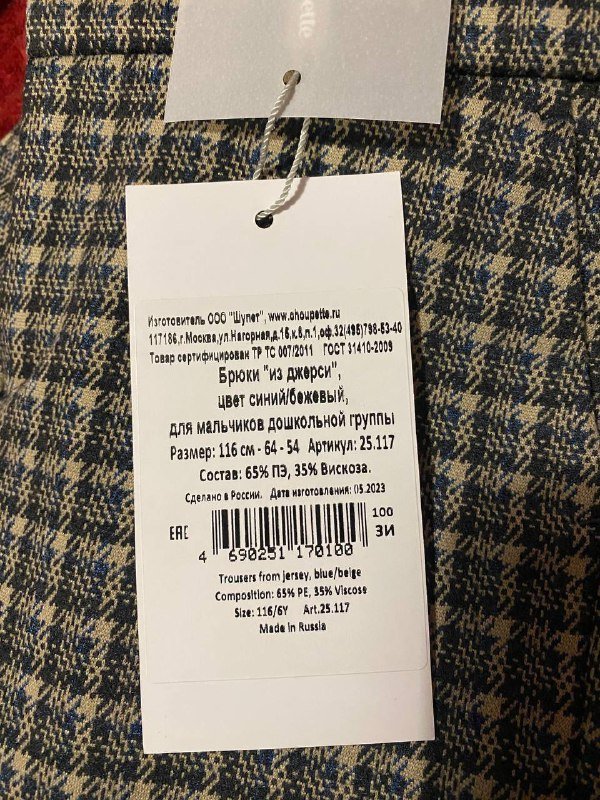 ette
Изготовитель ООО "Шупет", www.choupette.ru
117186,г.Москва,ул.Нагорная,д.15,к.8,п.1,оф.32(495)798-53-40
Товар сертифицирован ТР ТС 007/2011 ГОСТ 31410-2009
Брюки "из джерси",
цвет синий/бежевый,
для мальчиков дошкольной группы
Размер: 116 см - 64 - 54 Артикул: 25.117
Состав: 65% ПЭ, 35% Вискоза.
Сделано в России. Дата изготовления: 05.2023
EAC
100
ЗИ
4 690251 170100
Trousers from jersey, blue/beige
Composition: 65% PE, 35% Viscose
Size: 116/6Y Art.25.117
Made in Russia